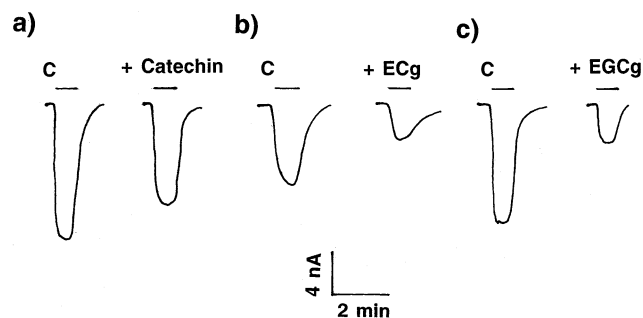 a)
b)
c)
C
+ Catechin
C
+ ECg
C
+ EGCg
4 nA
2 min